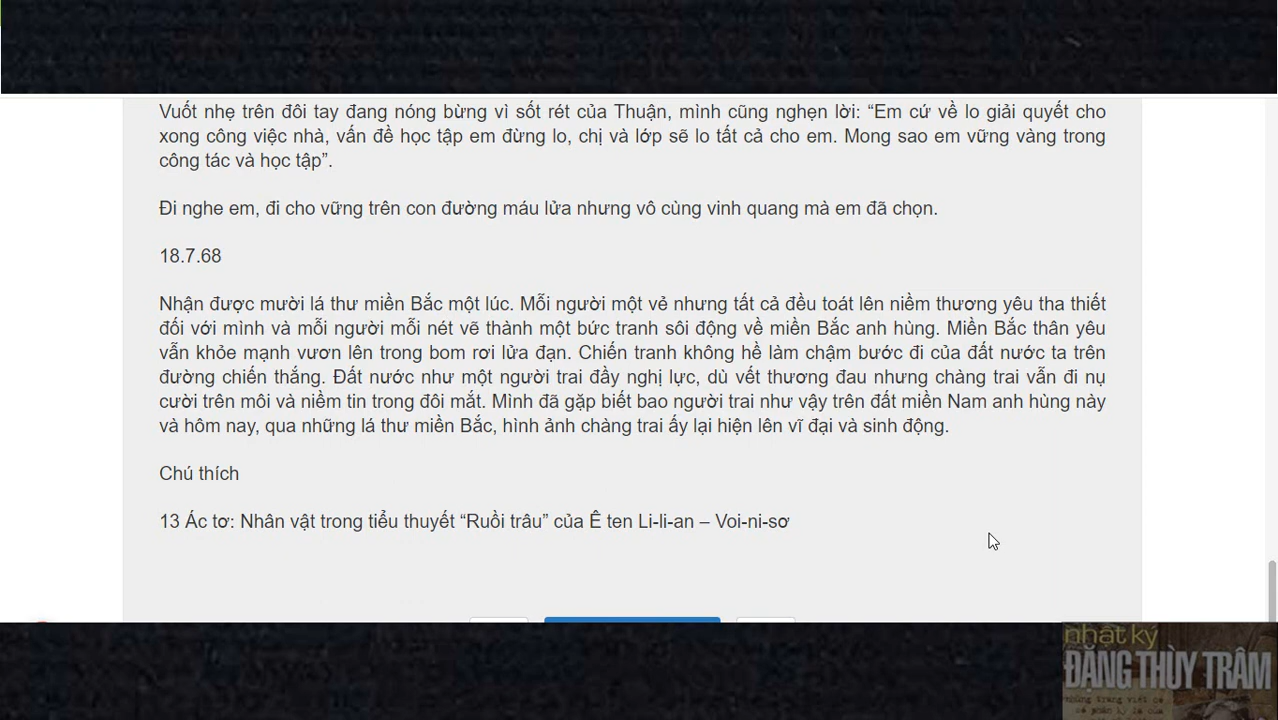 Vuốt nhẹ trên đôi tay đang nóng bừng vì sốt rét của Thuận, mình cũng nghẹn lời: “Em cứ về lo giải quyết cho
xong công việc nhà, vấn đề học tập em đừng lo, chị và lớp sẽ lo tất cả cho em. Mong sao em vững vàng trong
công tác và học tập”.
Đi nghe em, đi cho vững trên con đường máu lửa nhưng vô cùng vinh quang mà em đã chọn.
18.7.68
Nhận được mười lá thư miền Bắc một lúc. Mỗi người một vẻ nhưng tất cả đều toát lên niềm thương yêu tha thiết
đối với mình và mỗi người mỗi nét vẽ thành một bức tranh sôi động về miền Bắc anh hùng. Miền Bắc thân yêu
vẫn khỏe mạnh vươn lên trong bom rơi lửa đạn. Chiến tranh không hề làm chậm bước đi của đất nước ta trên
đường chiến thắng. Đất nước như một người trai đầy nghị lực, dù vết thương đau nhưng chàng trai vẫn đi nụ
cười trên môi và niềm tin trong đôi mắt. Mình đã gặp biết bao người trai như vậy trên đất miền Nam anh hùng này
và hôm nay, qua những lá thư miền Bắc, hình ảnh chàng trai ấy lại hiện lên vĩ đại và sinh động.
Chú thích
13 Ác tơ: Nhân vật trong tiểu thuyết “Ruồi trâu” của Ê ten Li-li-an – Voi-ni-sơ
nhật ký
ĐẶNG THÙY TRÂM